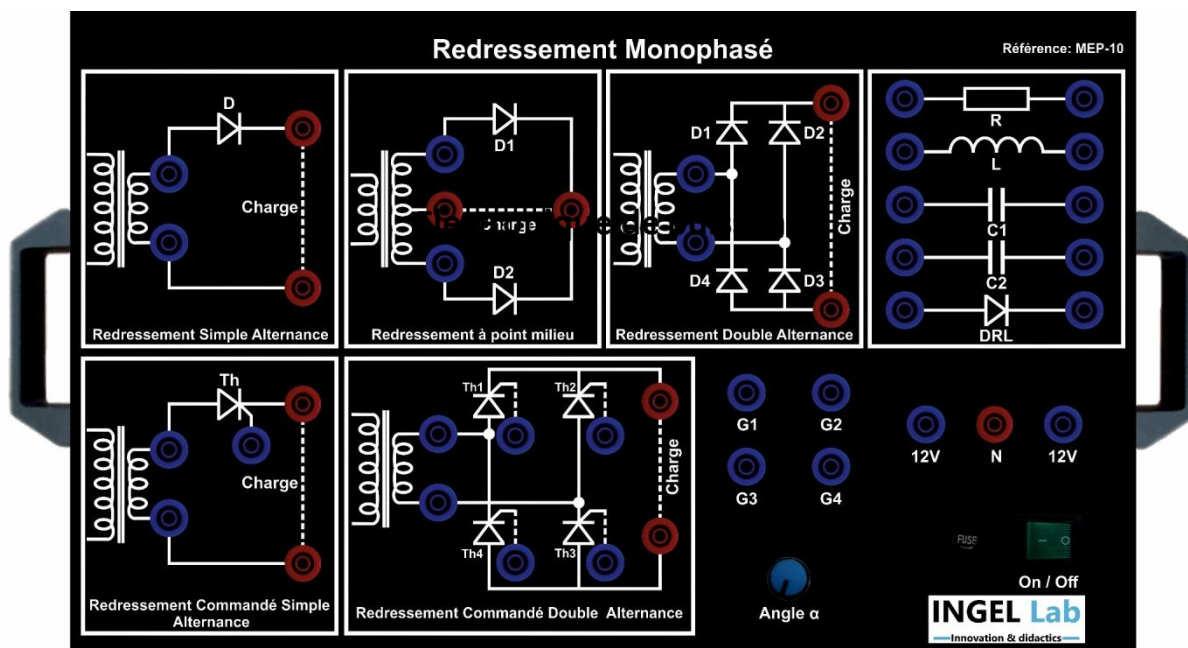 Redressement Monophasé
Référence: MEP-10
D
Charge
Redressement Simple Alternance
D1
Charge
D2
Redressement à point milieu
D1
D2
Charge
D4
D3
Redressement Double Alternance
R
L
C1
C2
DRL
Th
Charge
Redressement Commandé Simple
Alternance
Th1
Th2
Charge
Th4
Th3
Redressement Commandé Double Alternance
G1
G2
G3
G4
12V
N
12V
FUSE
On / Off
Angle α
INGEL Lab
Innovation & didactics